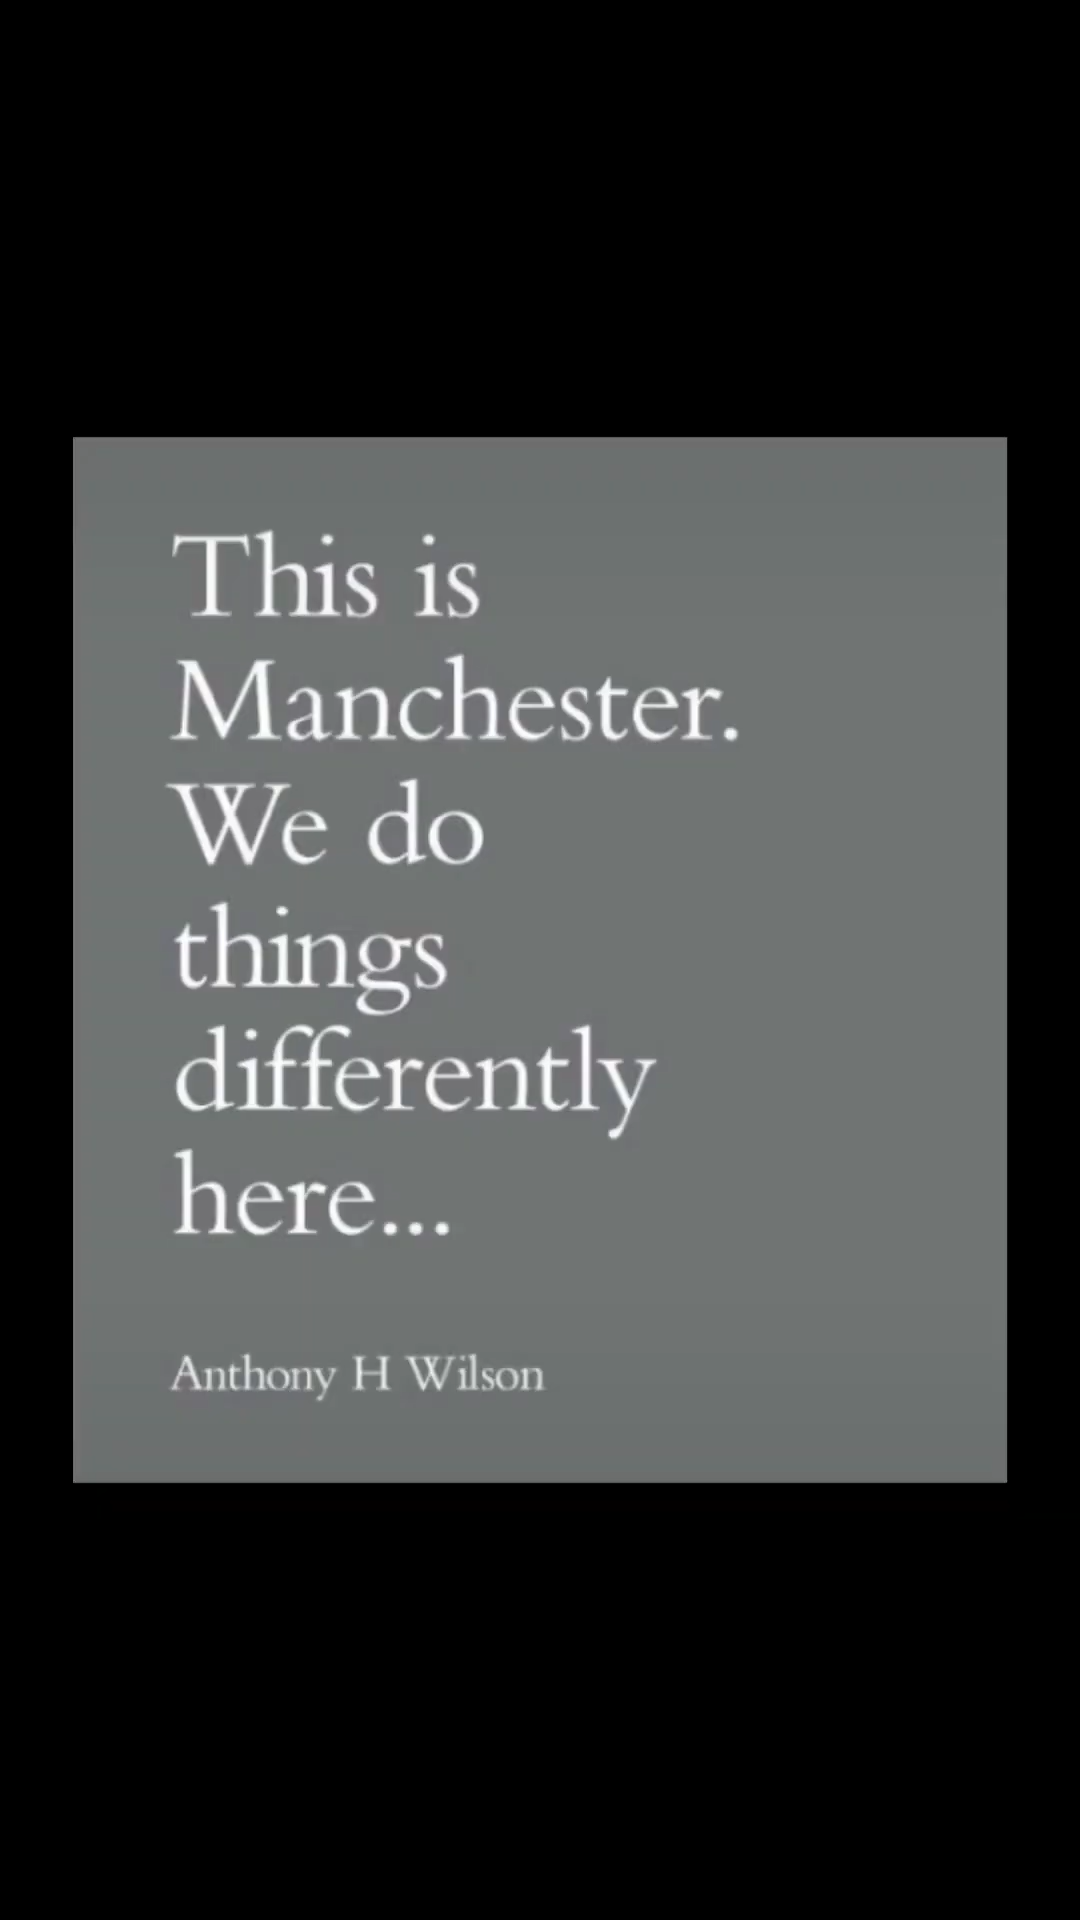 This is
Manchester.
We do
things
differently
here...
Anthony H Wilson